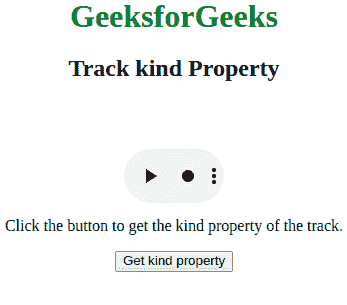 GeeksforGeeks
Track kind Property
Click the button to get the kind property of the track.
Get kind property